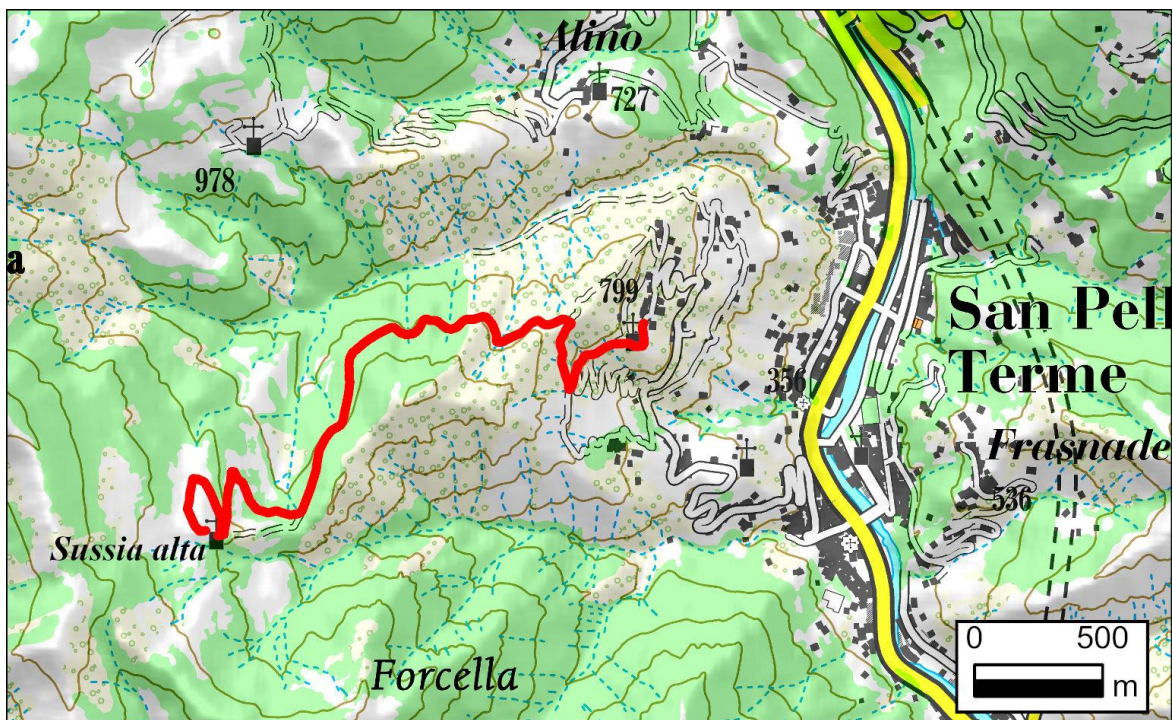 Alino
727
978
a
799
San Pell
Terme
356
Frasnade
536
Sussia alta
Forcella
0 500
m